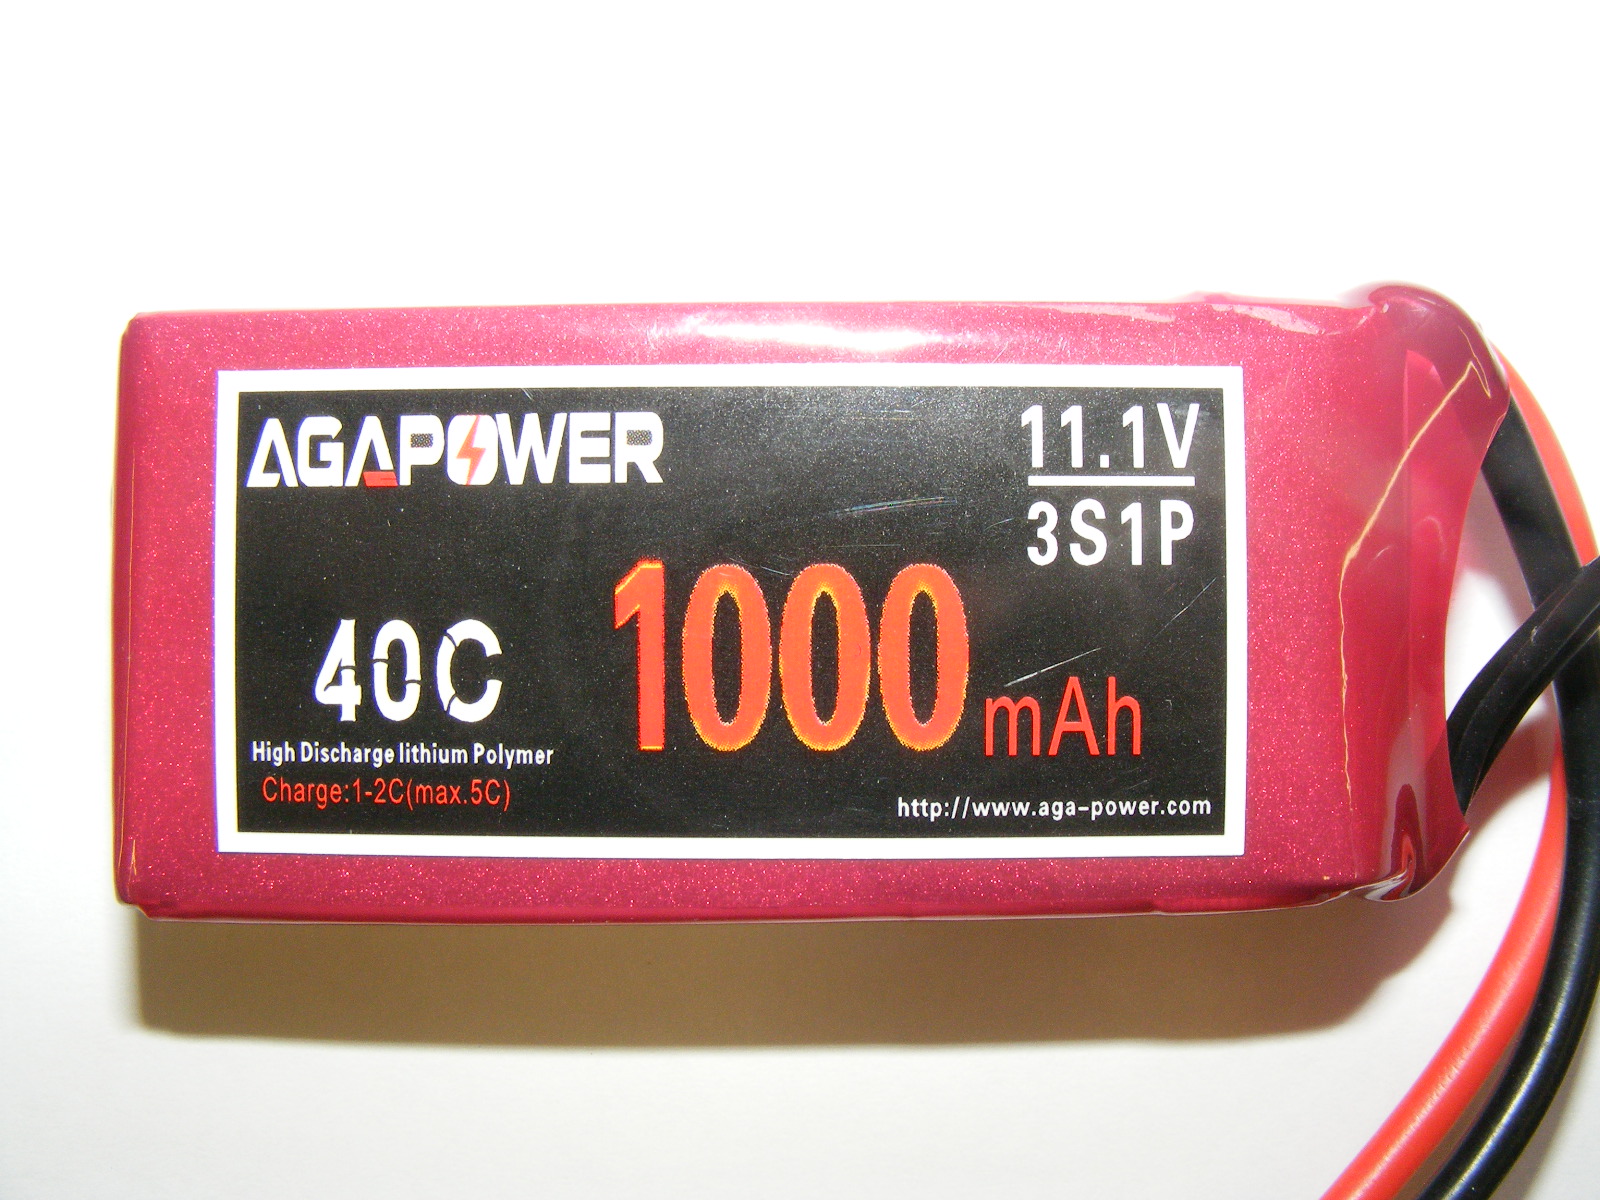 AGAPOWER
11.1V
3S1P
40C
1000mAh
High Discharge lithium Polymer
Charge:1-2C(max.5C)
http://www.aga-power.com